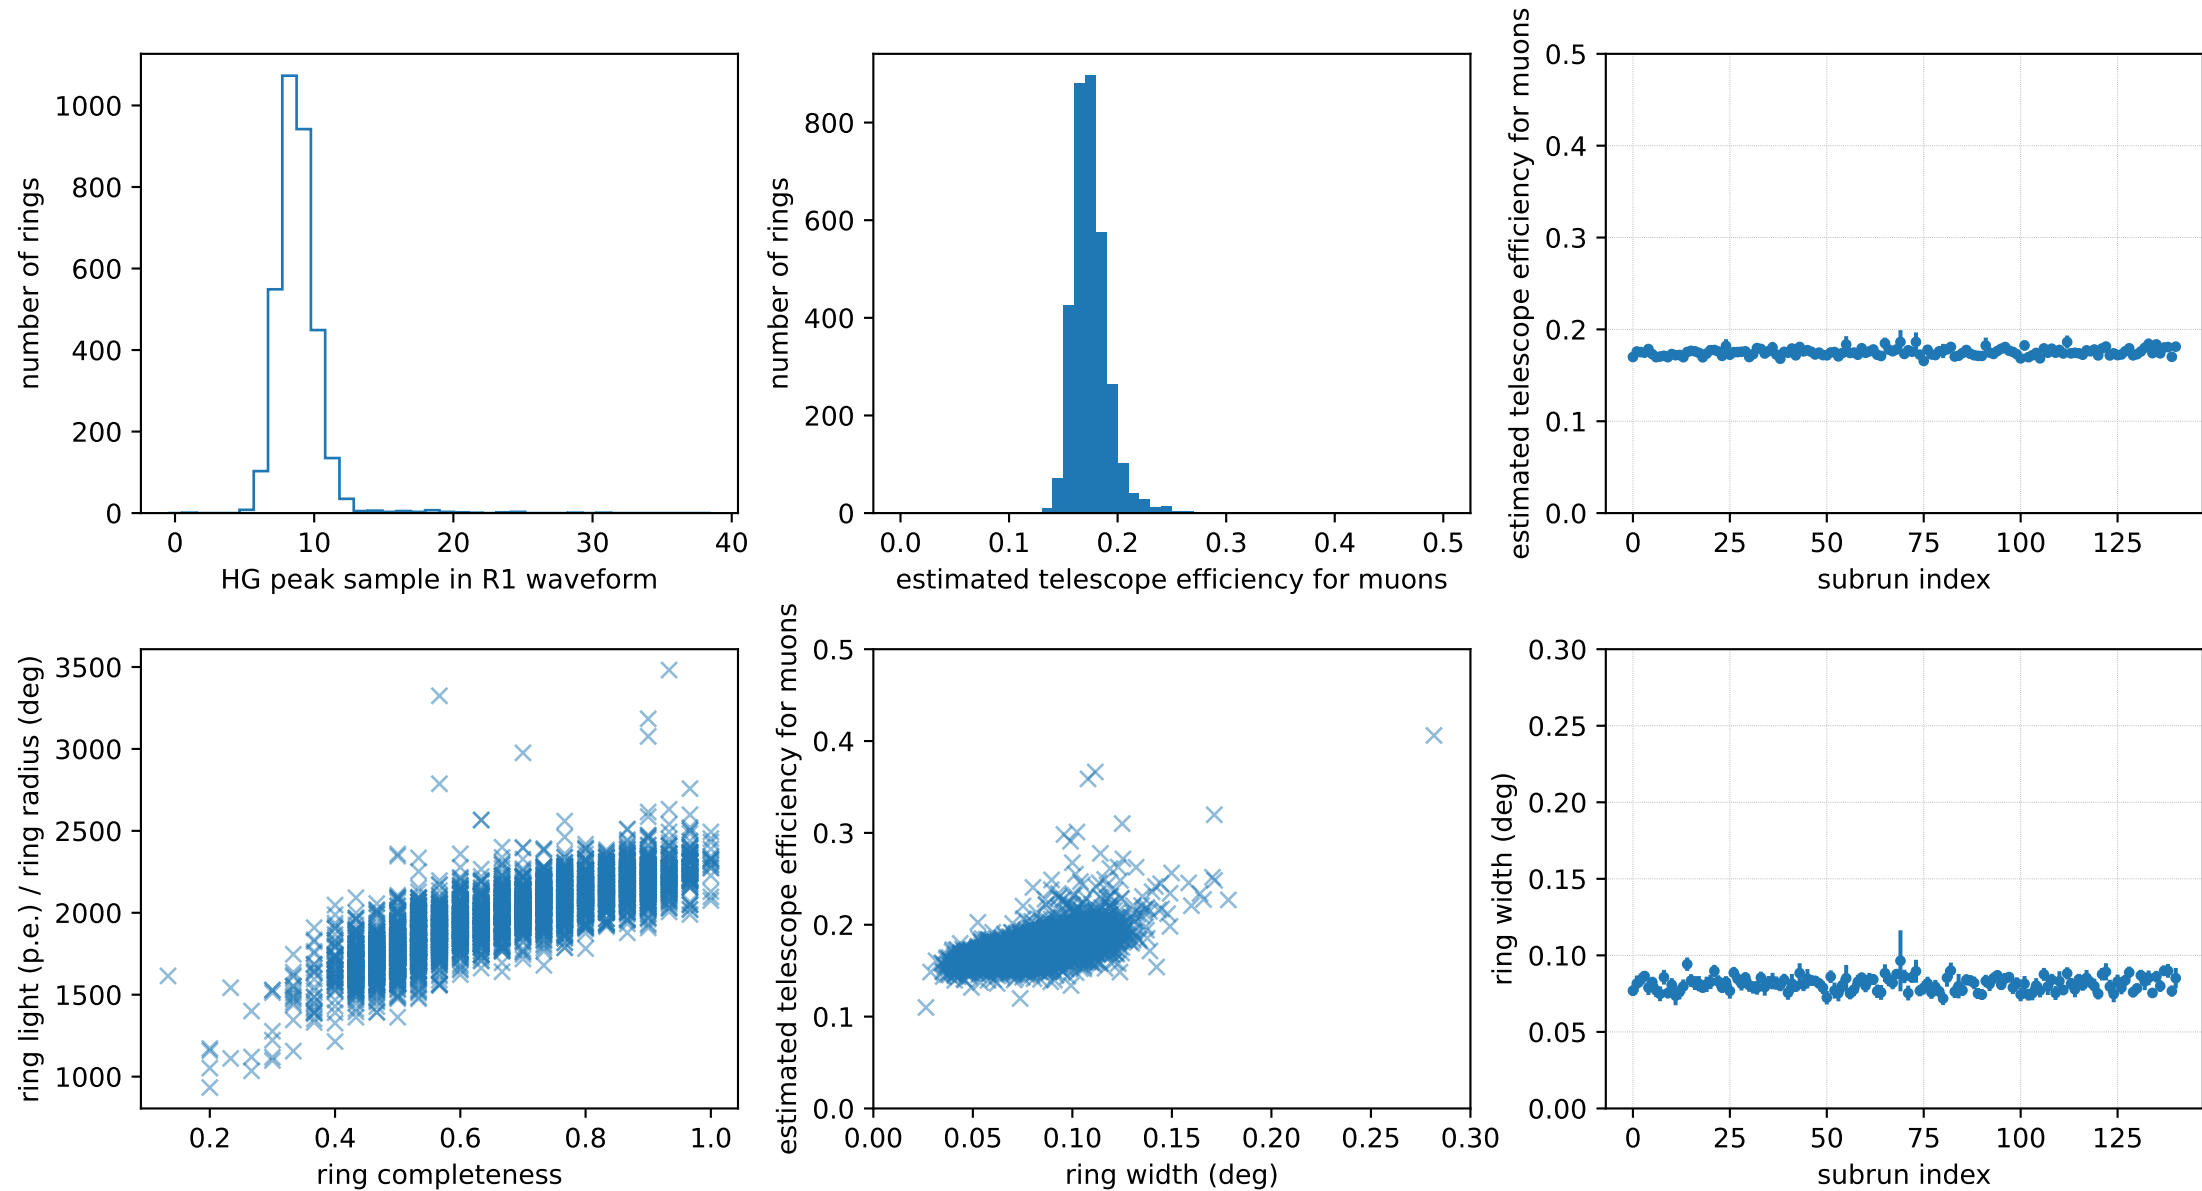 number of rings
1000
800
600
400
200
0
0 10 20 30 40
HG peak sample in R1 waveform
number of rings
800
600
400
200
0
0.0 0.1 0.2 0.3 0.4 0.5
estimated telescope efficiency for muons
estimated telescope efficiency for muons
0.5
0.4
0.3
0.2
0.1
0.0
0 25 50 75 100 125
subrun index
ring light (p.e.) / ring radius (deg)
3500
3000
2500
2000
1500
1000
0.2 0.4 0.6 0.8 1.0
ring completeness
estimated telescope efficiency for muons
0.5
0.4
0.3
0.2
0.1
0.0
0.00 0.05 0.10 0.15 0.20 0.25 0.30
ring width (deg)
ring width (deg)
0.30
0.25
0.20
0.15
0.10
0.05
0.00
0 25 50 75 100 125
subrun index